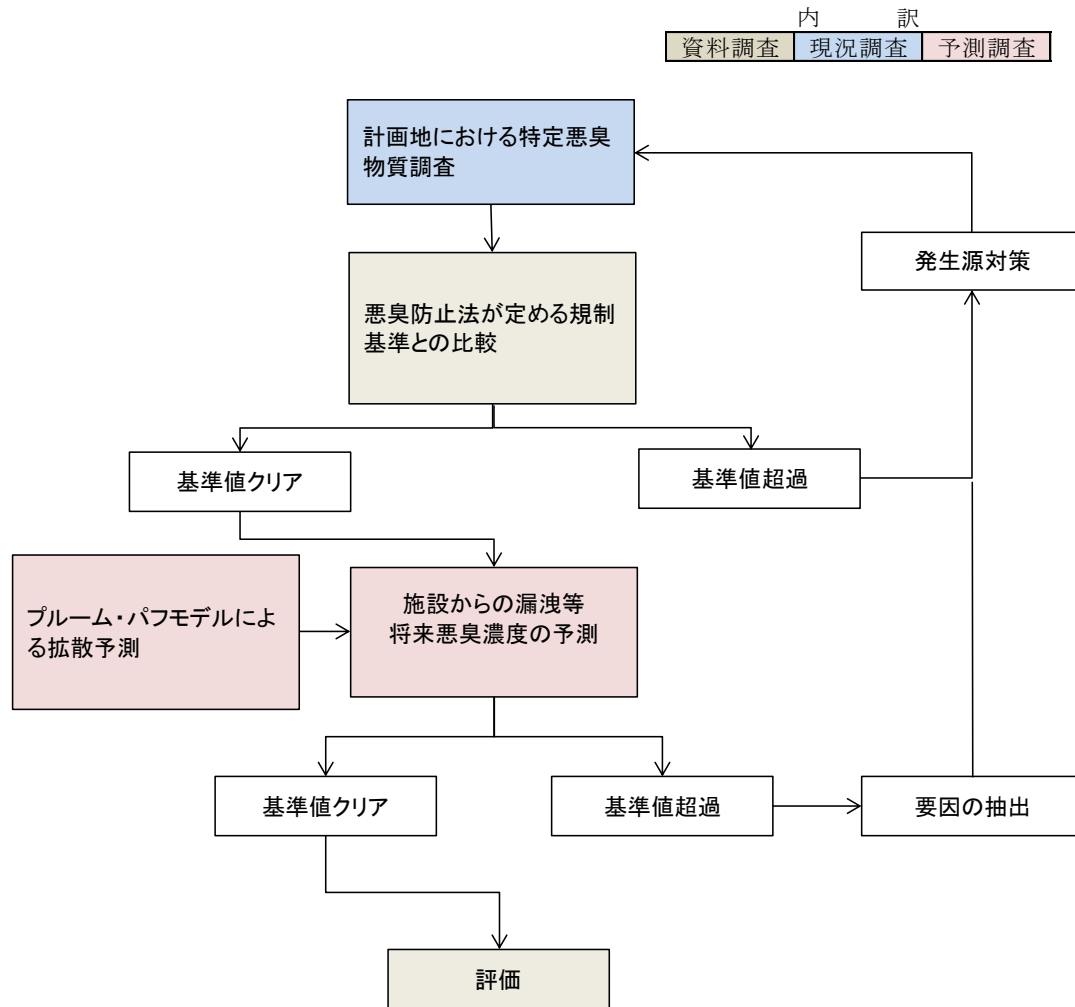 内 訳
資料調査 現況調査 予測調査
計画地における特定悪臭
物質調査
発生源対策
悪臭防止法が定める規制
基準との比較
基準値クリア
基準値超過
プルーム・パフモデルによ
る拡散予測
施設からの漏洩等
将来悪臭濃度の予測
基準値クリア
基準値超過
要因の抽出
評価